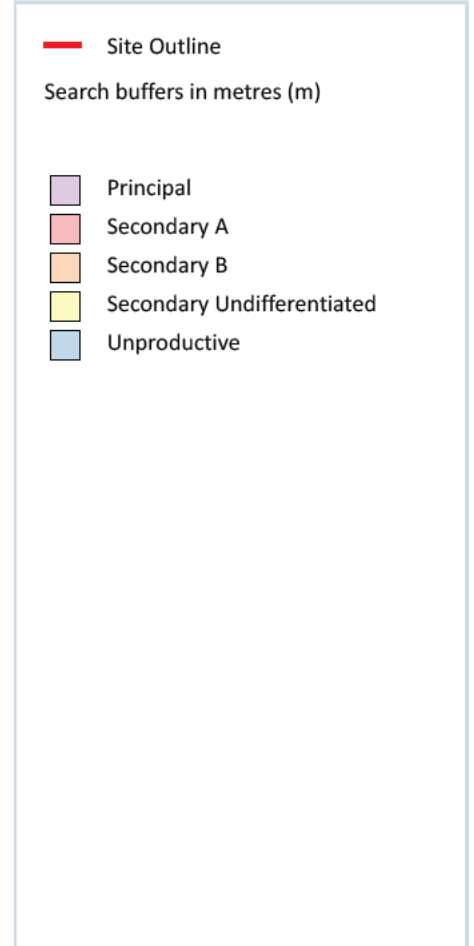 Site Outline
Search buffers in metres (m)
Principal
Secondary A
Secondary B
Secondary Undifferentiated
Unproductive